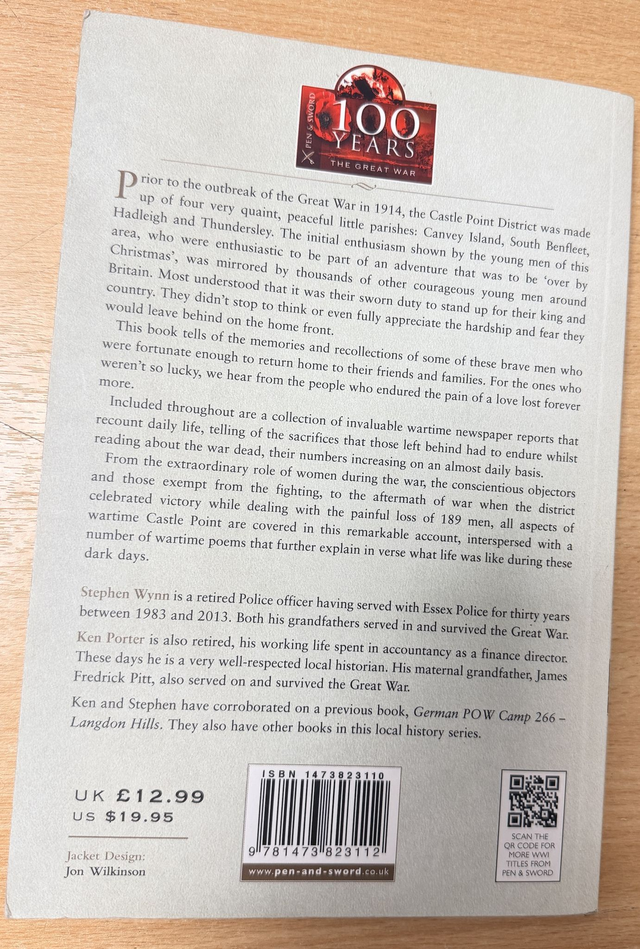 PEN & SWORD
100
YEARS
THE GREAT WAR
Prior to the outbreak of the Great War in 1914, the Castle Point District was made
up of four very quaint, peaceful little parishes: Canvey Island, South Benfleet,
Hadleigh and Thundersley. The initial enthusiasm shown by the young men of this
area, who were enthusiastic to be part of an adventure that was to be 'over by
Christmas', was mirrored by thousands of other courageous young men around
Britain. Most understood that it was their sworn duty to stand up for their king and
country. They didn't stop to think or even fully appreciate the hardship and fear they
would leave behind on the home front.
This book tells of the memories and recollections of some of these brave men who
were fortunate enough to return home to their friends and families. For the ones who
weren't so lucky, we hear from the people who endured the pain of a love lost forever
more.
Included throughout are a collection of invaluable wartime newspaper reports that
recount daily life, telling of the sacrifices that those left behind had to endure whilst
reading about the war dead, their numbers increasing on an almost daily basis.
From the extraordinary role of women during the war, the conscientious objectors
and those exempt from the fighting, to the aftermath of war when the district
celebrated victory while dealing with the painful loss of 189 men, all aspects of
wartime Castle Point are covered in this remarkable account, interspersed with a
number of wartime poems that further explain in verse what life was like during these
dark days.
Stephen Wynn is a retired Police officer having served with Essex Police for thirty years
between 1983 and 2013. Both his grandfathers served in and survived the Great War.
Ken Porter is also retired, his working life spent in accountancy as a finance director.
These days he is a very well-respected local historian. His maternal grandfather, James
Fredrick Pitt, also served on and survived the Great War.
Ken and Stephen have corroborated on a previous book, German POW Camp 266 –
Langdon Hills. They also have other books in this local history series.
UK £12.99
US $19.95
Jacket Design:
Jon Wilkinson
ISBN 1473823110
9 781473 823112
www.pen-and-sword.co.uk
SCAN THE
QR CODE FOR
MORE WWI
TITLES FROM
PEN & SWORD